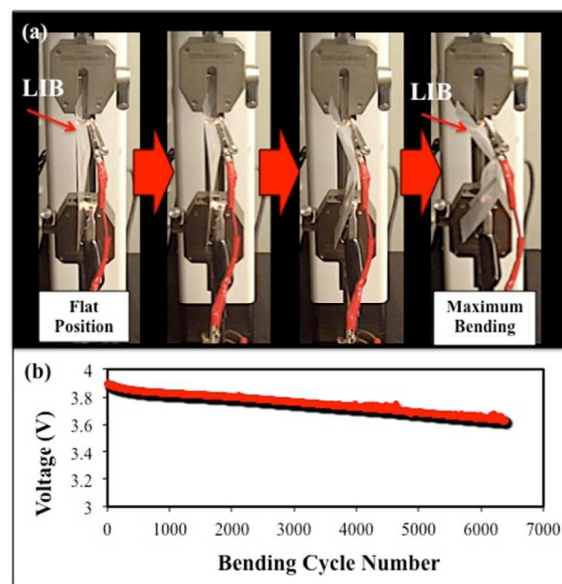 (a)
LIB
LIB
Flat
Position
Maximum
Bending
(b)
4
3.8
3.6
3.4
3.2
3
Voltage (V)
0 1000 2000 3000 4000 5000 6000 7000
Bending Cycle Number